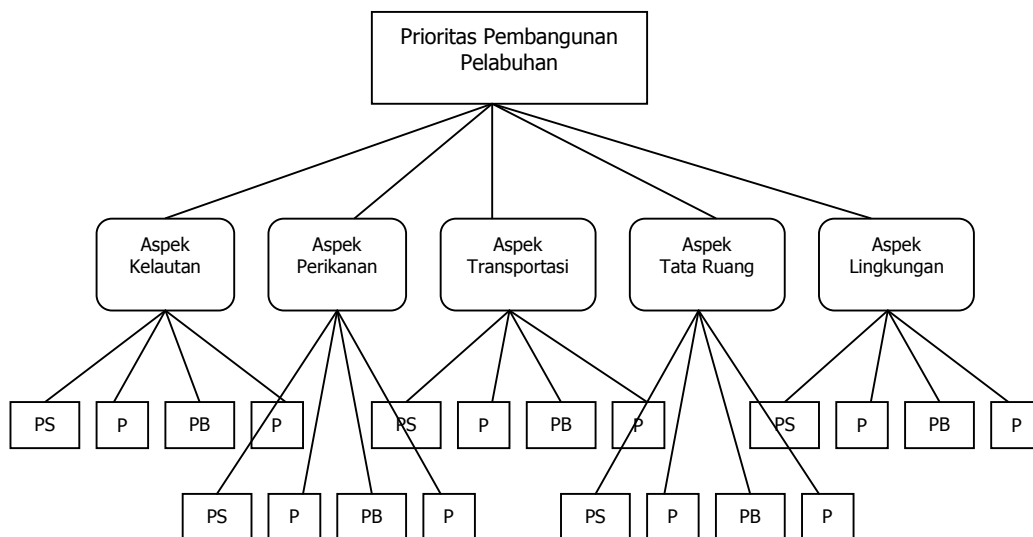 Prioritas Pembangunan
Pelabuhan
Aspek
Kelautan
Aspek
Perikanan
Aspek
Transportasi
Aspek
Tata Ruang
Aspek
Lingkungan
PS
P
PB
P
PS
P
PB
P
PS
P
PB
P
PS
P
PB
P
PS
P
PB
P